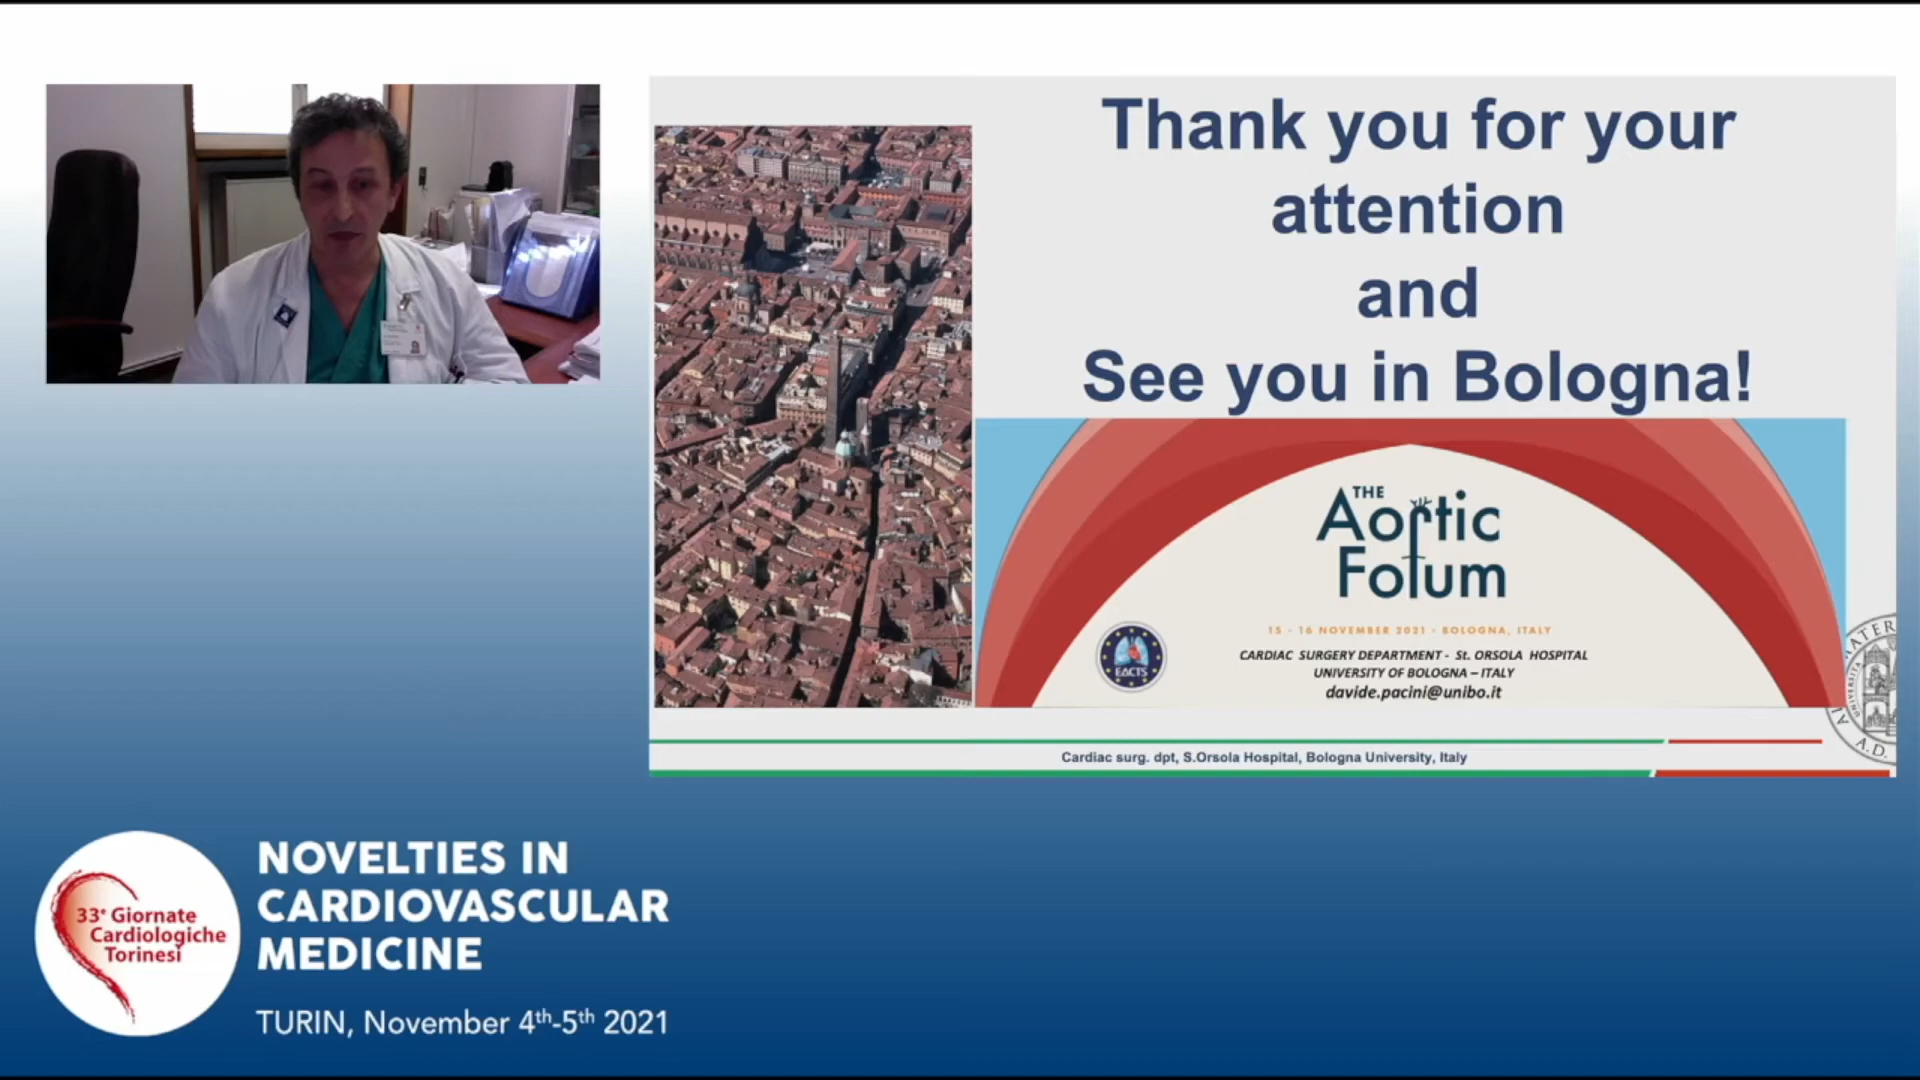 Thank you for your
attention
and
See you in Bologna!
THE
Aortic
Forum
15 - 16 NOVEMBER 2021 - BOLOGNA, ITALY
EACTS
CARDIAC SURGERY DEPARTMENT - St. ORSOLA HOSPITAL
UNIVERSITY OF BOLOGNA – ITALY
davide.pacini@unibo.it
Cardiac surg. dpt, S.Orsola Hospital, Bologna University, Italy
A.D.
33e Giornate
Cardiologiche
Torinesi
NOVELTIES IN
CARDIOVASCULAR
MEDICINE
TURIN, November 4th-5th 2021